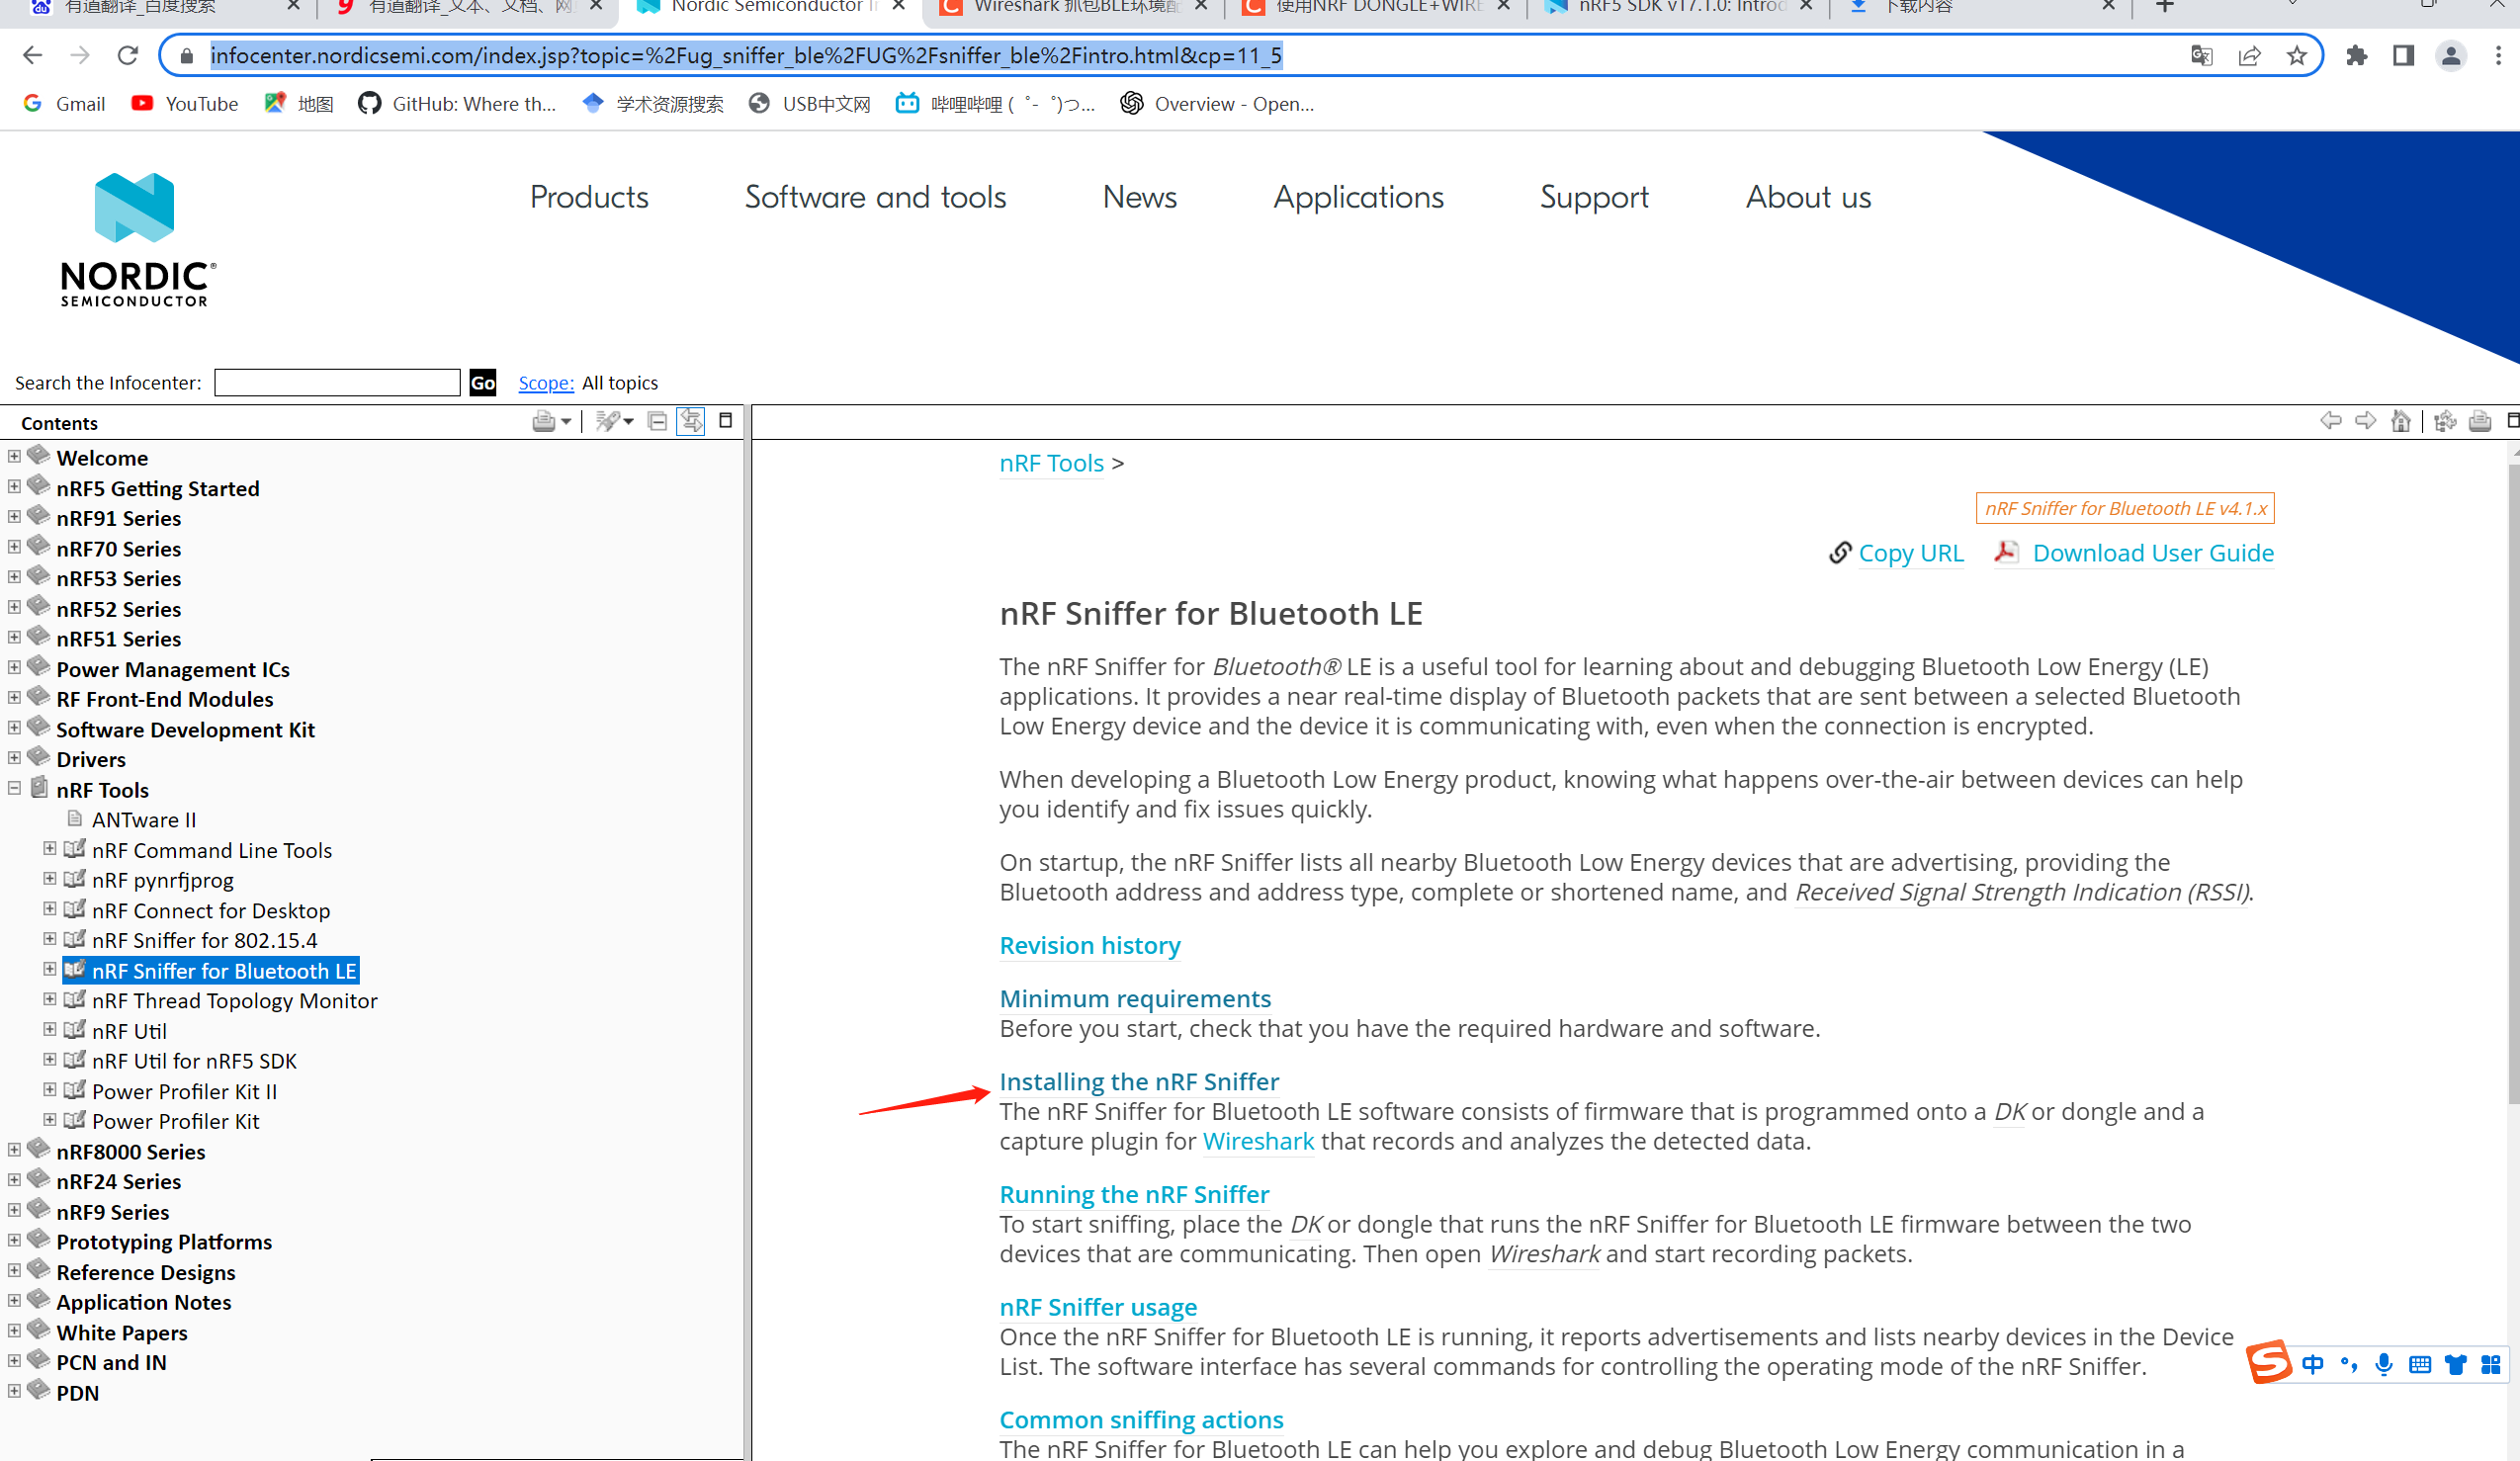 有道翻译_百度搜索
有道翻译_文本、文档、网
Nordic Semiconductor In
Wireshark 抓包BLE环境配
使用NRF DONGLE+WIRE
nRF5 SDK v17.1.0: Introd
下载内容
infocenter.nordicsemi.com/index.jsp?topic=%2Fug_sniffer_ble%2FUG%2Fsniffer_ble%2Fintro.html&cp=11_5
Gmail
YouTube
地图
GitHub: Where th...
学术资源搜索
USB中文网
哔哩哔哩 (゜-゜)つ...
Overview - Open...
NORDIC®
SEMICONDUCTOR
Products
Software and tools
News
Applications
Support
About us
Search the Infocenter:
Go
Scope: All topics
Contents
Welcome
nRF5 Getting Started
nRF91 Series
nRF70 Series
nRF53 Series
nRF52 Series
nRF51 Series
Power Management ICs
RF Front-End Modules
Software Development Kit
Drivers
nRF Tools
ANTware II
nRF Command Line Tools
nRF pynrfjprog
nRF Connect for Desktop
nRF Sniffer for 802.15.4
nRF Sniffer for Bluetooth LE
nRF Thread Topology Monitor
nRF Util
nRF Util for nRF5 SDK
Power Profiler Kit II
Power Profiler Kit
nRF8000 Series
nRF24 Series
nRF9 Series
Prototyping Platforms
Reference Designs
Application Notes
White Papers
PCN and IN
PDN
nRF Tools >
nRF Sniffer for Bluetooth LE v4.1.x
Copy URL
Download User Guide
nRF Sniffer for Bluetooth LE
The nRF Sniffer for Bluetooth® LE is a useful tool for learning about and debugging Bluetooth Low Energy (LE)
applications. It provides a near real-time display of Bluetooth packets that are sent between a selected Bluetooth
Low Energy device and the device it is communicating with, even when the connection is encrypted.
When developing a Bluetooth Low Energy product, knowing what happens over-the-air between devices can help
you identify and fix issues quickly.
On startup, the nRF Sniffer lists all nearby Bluetooth Low Energy devices that are advertising, providing the
Bluetooth address and address type, complete or shortened name, and Received Signal Strength Indication (RSSI).
Revision history
Minimum requirements
Before you start, check that you have the required hardware and software.
Installing the nRF Sniffer
The nRF Sniffer for Bluetooth LE software consists of firmware that is programmed onto a DK or dongle and a
capture plugin for Wireshark that records and analyzes the detected data.
Running the nRF Sniffer
To start sniffing, place the DK or dongle that runs the nRF Sniffer for Bluetooth LE firmware between the two
devices that are communicating. Then open Wireshark and start recording packets.
nRF Sniffer usage
Once the nRF Sniffer for Bluetooth LE is running, it reports advertisements and lists nearby devices in the Device
List. The software interface has several commands for controlling the operating mode of the nRF Sniffer.
中
Common sniffing actions
The nRF Sniffer for Bluetooth LE can help you explore and debug Bluetooth Low Energy communication in a